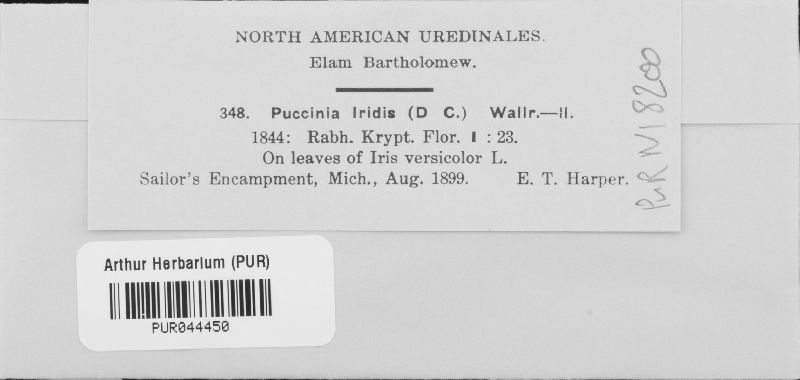 NORTH AMERICAN UREDINALES.
Elam Bartholomew.
348. Puccinia Iridis (D C.) Wallr.—II.
1844: Rabh. Krypt. Flor. 1 : 23.
On leaves of Iris versicolor L.
Sailor's Encampment, Mich., Aug. 1899. E. T. Harper.
PUR N18200
Arthur Herbarium (PUR)
PUR044450